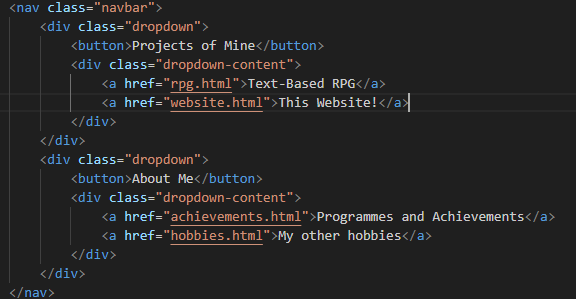 <nav class="navbar">
<div class="dropdown">
<button>Projects of Mine</button>
<div class="dropdown-content">
<a href="rpg.html">Text-Based RPG</a>
<a href="website.html">This Website!</a>
</div>
</div>
<div class="dropdown">
<button>About Me</button>
<div class="dropdown-content">
<a href="achievements.html">Programmes and Achievements</a>
<a href="hobbies.html">My other hobbies</a>
</div>
</div>
</nav>